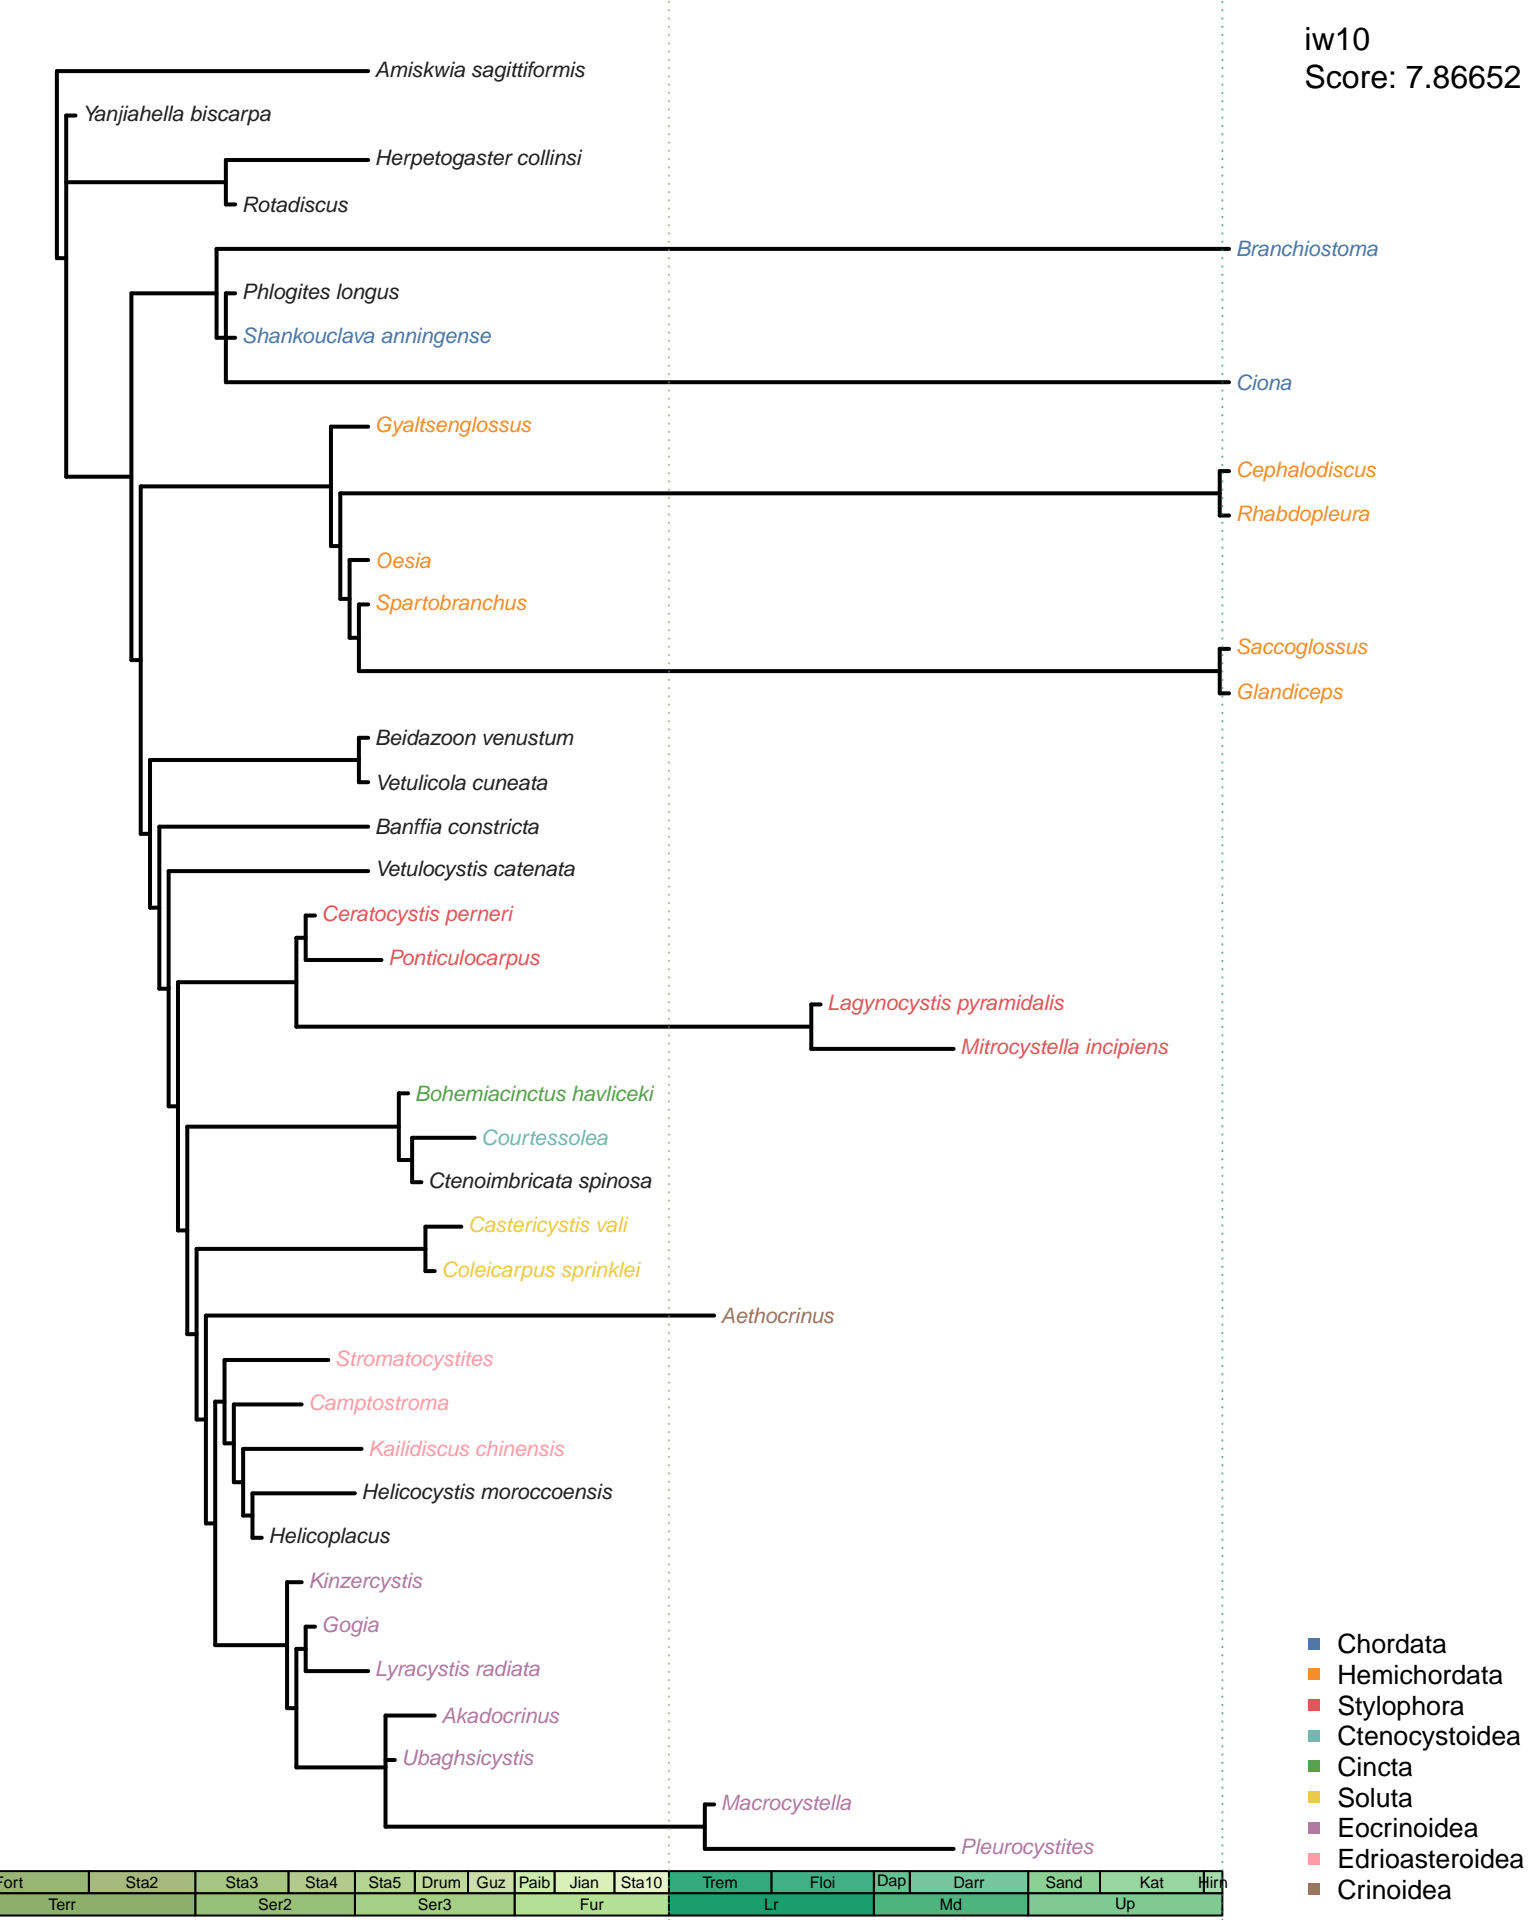 iw10
Score: 7.86652
Amiskwia sagittiformis
Yanjiahella biscarpa
Herpetogaster collinsi
Rotadiscus
Branchiostoma
Phlogites longus
Shankouclava anningense
Ciona
Gyaltsenglossus
Cephalodiscus
Rhabdopleura
Oesia
Spartobranchus
Saccoglossus
Glandiceps
Beidazoon venustum
Vetulicola cuneata
Banffia constricta
Vetulocystis catenata
Ceratocystis perneri
Ponticulocarpus
Lagynocystis pyramidalis
Mitrocystella incipiens
Bohemiacinctus havliceki
Courtessolea
Ctenoimbricata spinosa
Castericystis vali
Coleicarpus sprinklei
Aethocrinus
Stromatocystites
Camptostroma
Kailidiscus chinensis
Helicocystis moroccoensis
Helicoplacus
Kinzercystis
Gogia
Lyracystis radiata
Akadocrinus
Ubaghsicystis
Macrocystella
Pleurocystites
Chordata
Hemichordata
Stylophora
Ctenocystoidea
Cincta
Soluta
Eocrinoidea
Edrioasteroidea
Crinoidea
Fort Sta2 Sta3 Sta4 Sta5 Drum Guz Paib Jian Sta10 Trem Floi Dap Darr Sand Kat Hirn
Terr Ser2 Ser3 Fur Lr Md Up